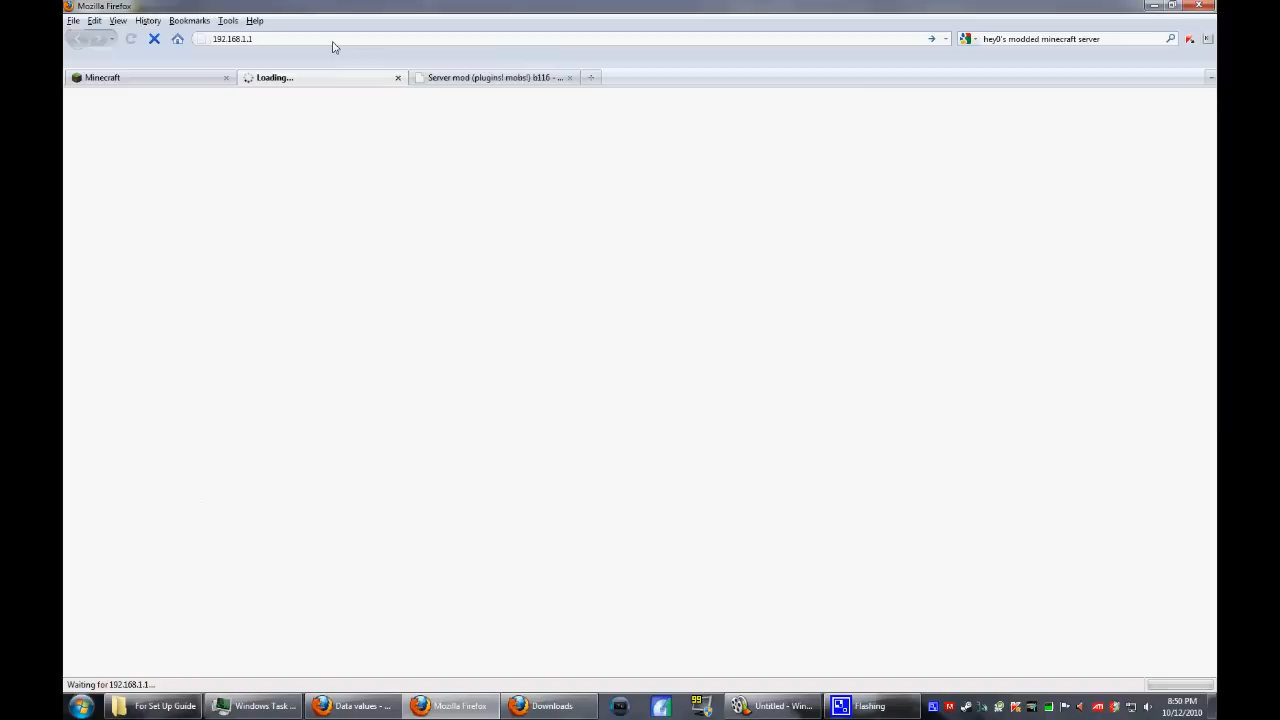 Mozilla Firefox
File Edit View History Bookmarks Tools Help
192.168.1.1
hey0's modded minecraft server
Minecraft
Loading...
Server mod (plugins! mobs!) b116 - ...
Waiting for 192.168.1.1...
For Set Up Guide
Windows Task ...
Data values - ...
Mozilla Firefox
Downloads
99
Untitled - Win...
Flashing
8:50 PM
10/12/2010